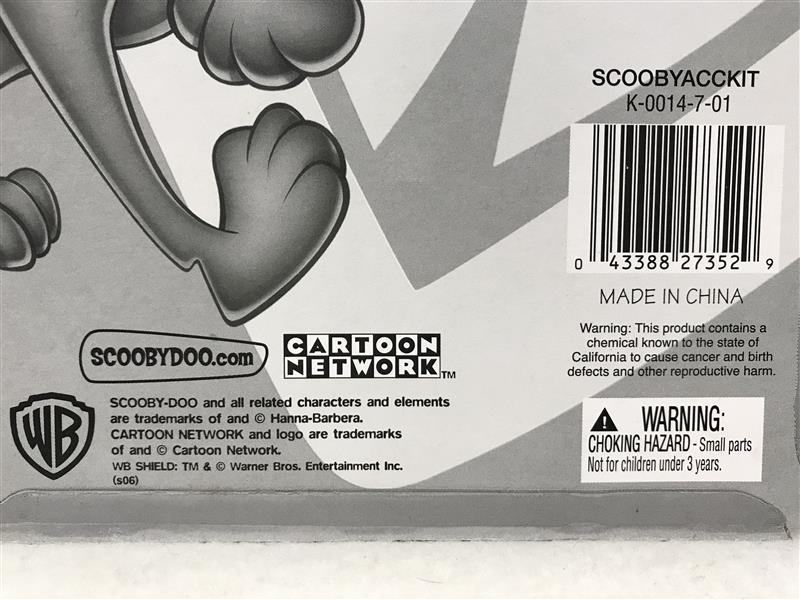 SCOOBYACCKIT
K-0014-7-01
0 43388 27352 9
MADE IN CHINA
Warning: This product contains a
chemical known to the state of
California to cause cancer and birth
defects and other reproductive harm.
WARNING:
CHOKING HAZARD - Small parts
Not for children under 3 years.
SCOOBYDOO.com
CARTOON
NETWORK TM
WB
SCOOBY-DOO and all related characters and elements
are trademarks of and © Hanna-Barbera.
CARTOON NETWORK and logo are trademarks
of and © Cartoon Network.
WB SHIELD: TM & © Warner Bros. Entertainment Inc.
(s06)